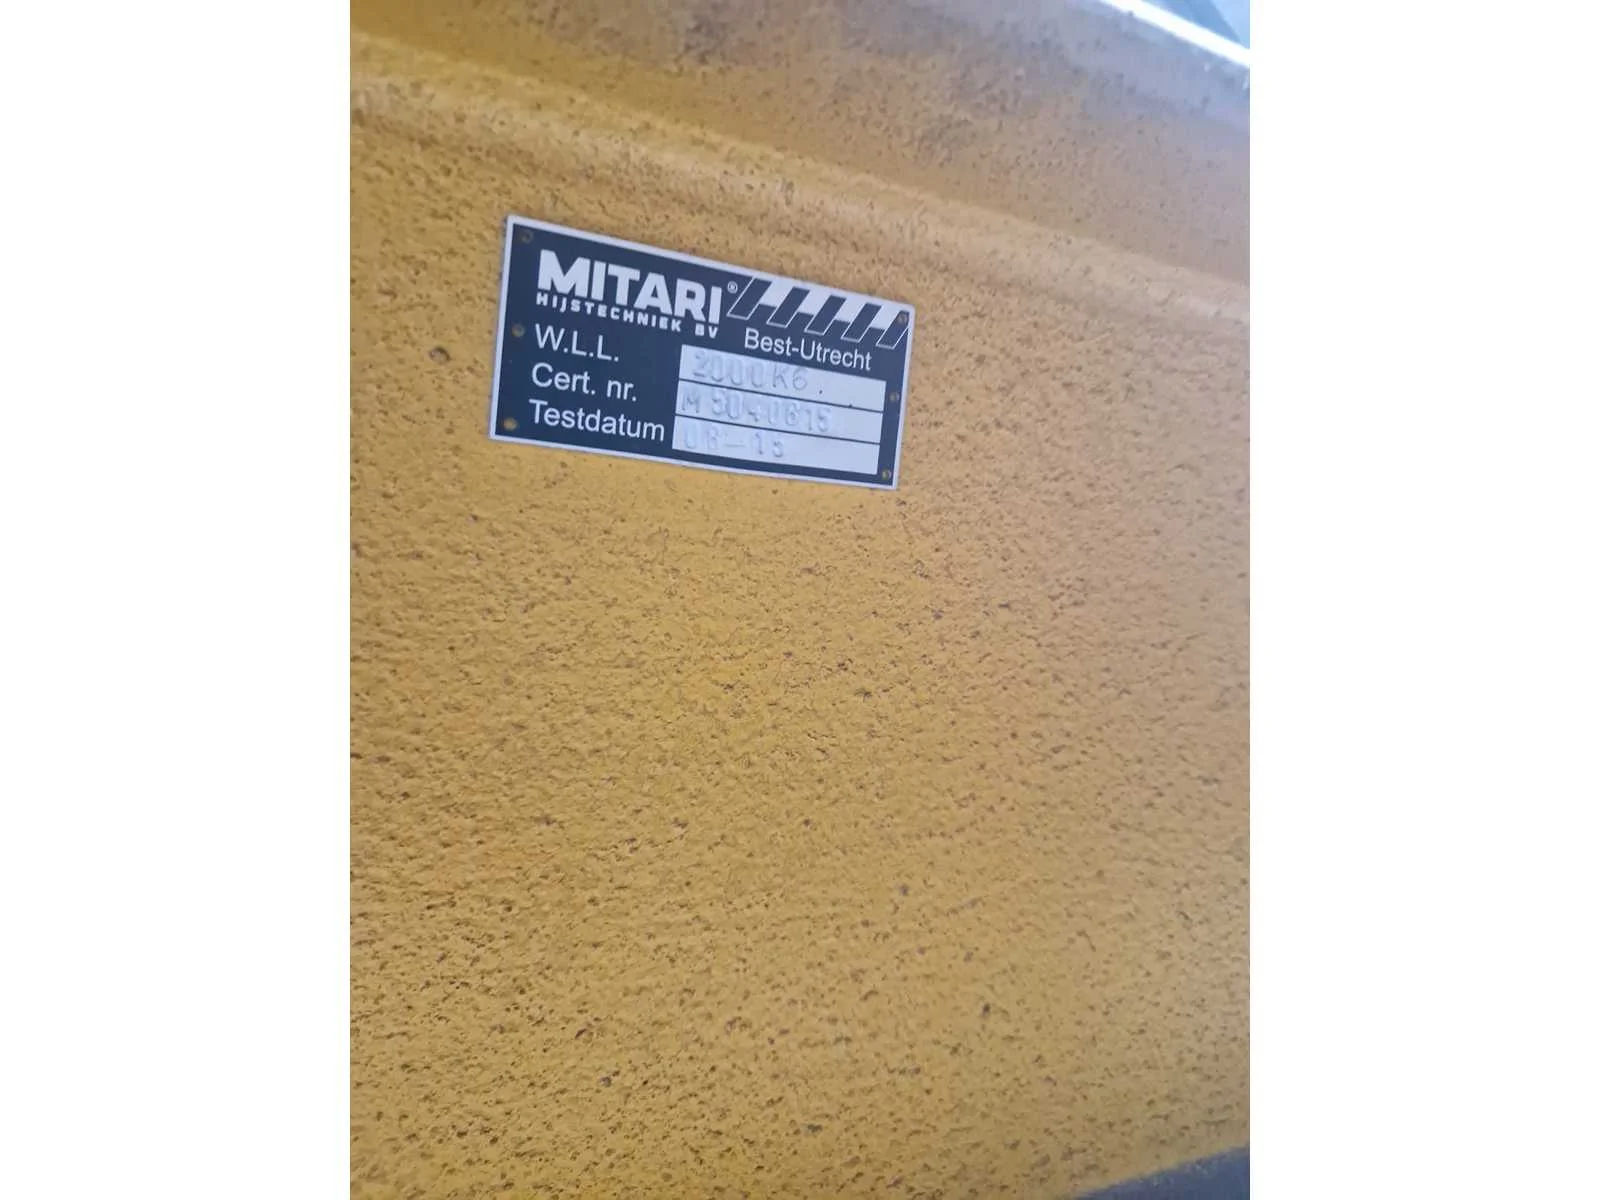 MITARI®
HIJSTECHNIEK BV
Best-Utrecht
W.L.L. 2000KG.
Cert. nr.
Testdatum